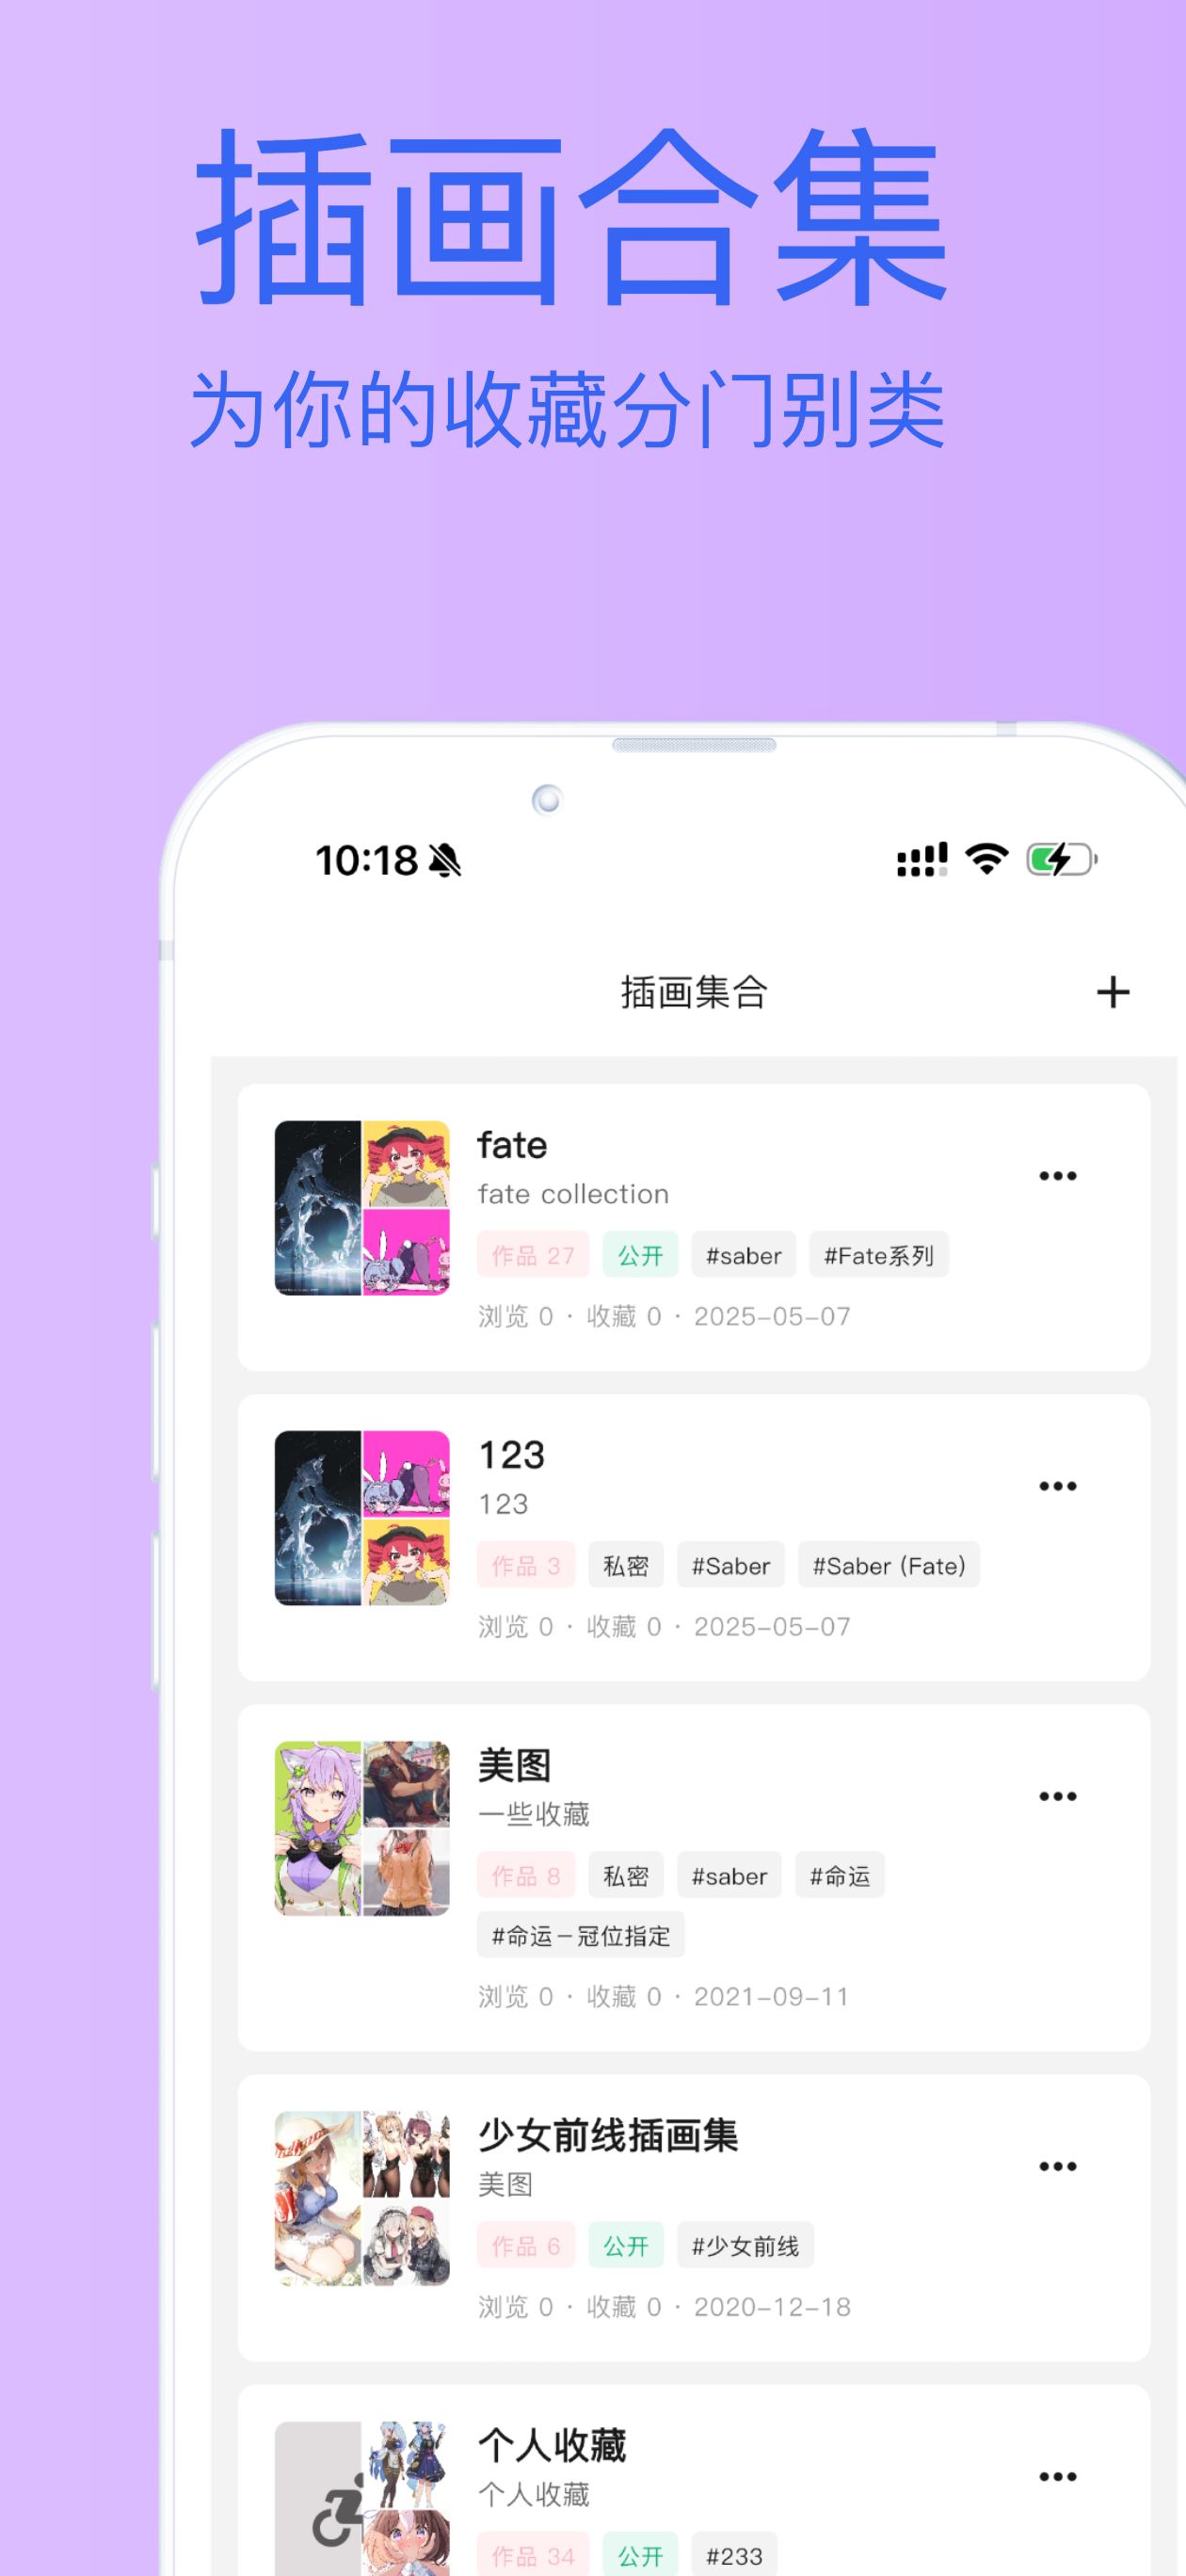 插画合集
为你的收藏分门别类
10:18
插画集合
fate
fate collection
作品 27 公开 #saber #Fate系列
浏览 0 · 收藏 0 · 2025-05-07
123
123
作品 3 私密 #Saber #Saber (Fate)
浏览 0 · 收藏 0 · 2025-05-07
美图
一些收藏
作品 8 私密 #saber #命运
#命运－冠位指定
浏览 0 · 收藏 0 · 2021-09-11
少女前线插画集
美图
作品 6 公开 #少女前线
浏览 0 · 收藏 0 · 2020-12-18
个人收藏
个人收藏
作品 34 公开 #233